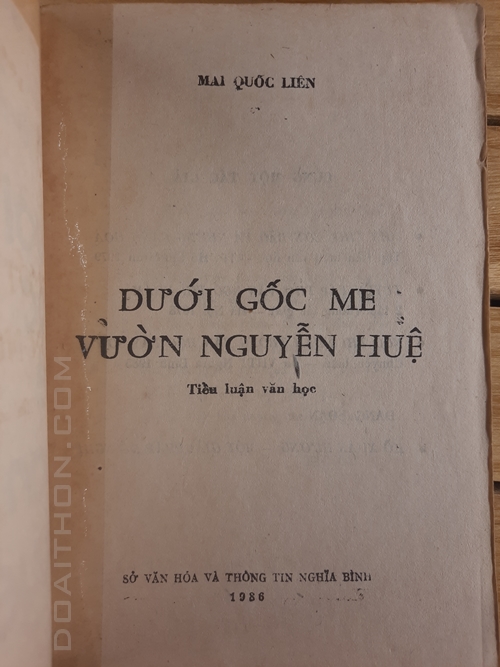 MAI QUỐC LIÊN
DƯỚI GỐC ME
VƯỜN NGUYỄN HUỆ
Tiểu luận văn học
SỞ VĂN HÓA VÀ THÔNG TIN NGHĨA BÌNH
1986
DOAITHON.COM